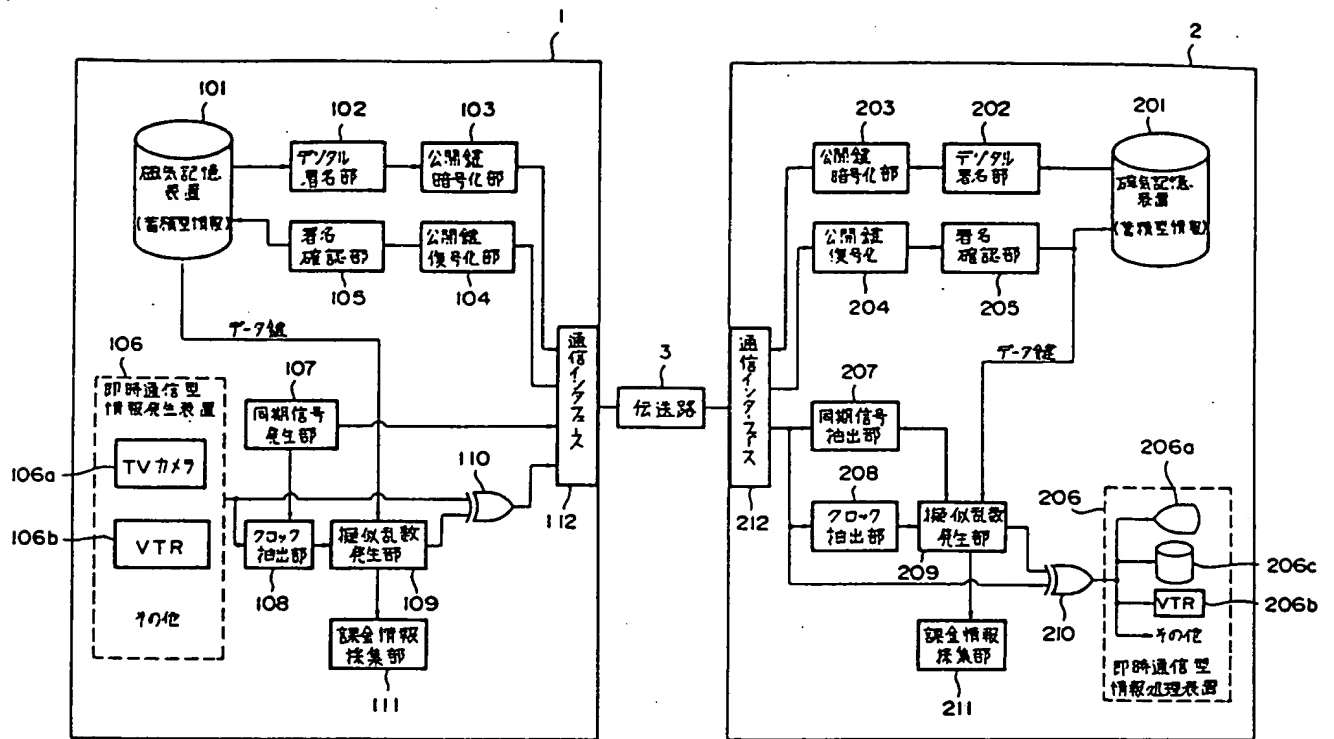 1
2
101
磁気記憶
装置
(蓄積型情報)
102
デジタル
署名部
103
公開鍵
暗号化部
署名
確認部
105
公開鍵
復号化部
104
データ鍵
106
即時通信型
情報発生装置
106a
TVカメラ
106b
VTR
その他
107
同期信号
発生部
クロック
抽出部
108
擬似乱数
発生部
109
110
課金情報
採集部
111
通信インタフェース
112
3
伝送路
203
公開鍵
暗号化部
202
デジタル
署名部
201
磁気記憶
装置
(蓄積型情報)
公開鍵
復号化
204
署名
確認部
205
データ鍵
通信インターフェース
212
207
同期信号
抽出部
208
クロック
抽出部
擬似乱数
発生部
209
210
課金情報
採集部
211
206
206a
206c
VTR
206b
その他
即時通信型
情報処理装置